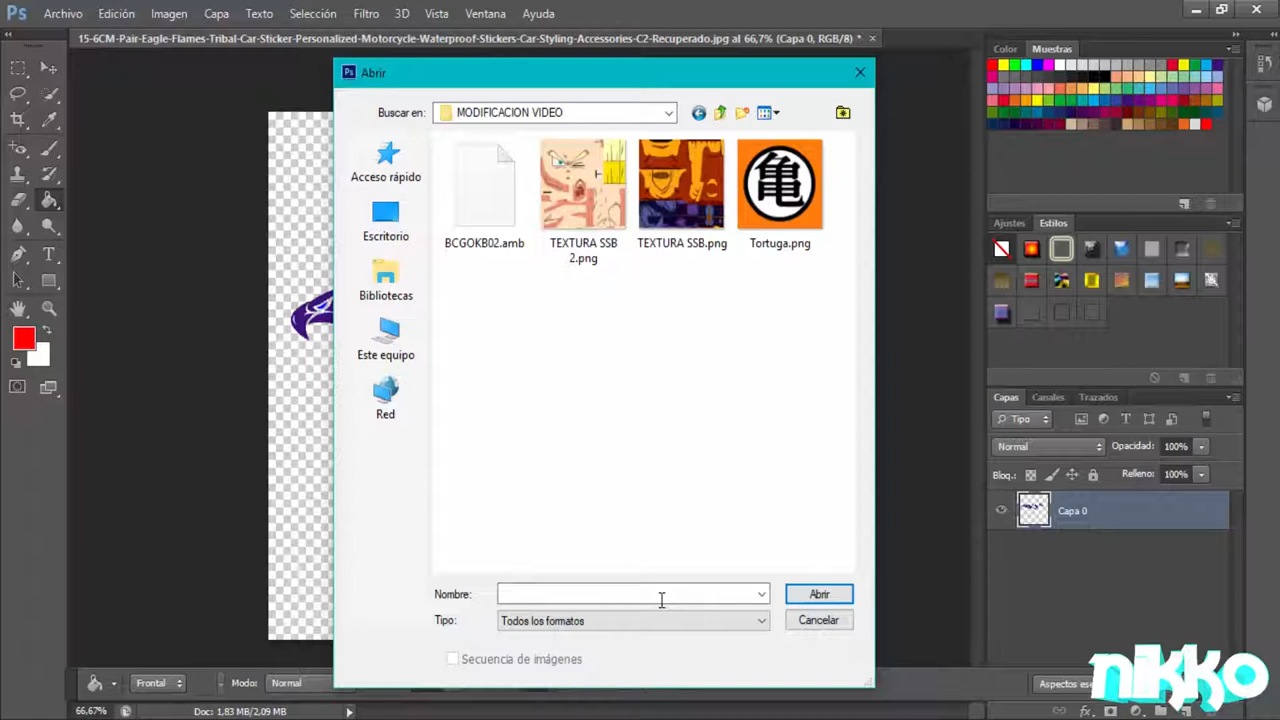 Ps Archivo Edición Imagen Capa Texto Selección Filtro 3D Vista Ventana Ayuda
15-6CM-Pair-Eagle-Flames-Tribal-Car-Sticker-Personalized-Motorcycle-Waterproof-Stickers-Car-Styling-Accessories-C2-Recuperado.jpg al 66,7% (Capa 0, RGB/8) *
Ps Abrir
Buscar en: MODIFICACION VIDEO
Acceso rápido
Escritorio
Bibliotecas
Este equipo
Red
BCGOKB02.amb
TEXTURA SSB
2.png
TEXTURA SSB.png
亀
Tortuga.png
Nombre:
Abrir
Tipo: Todos los formatos
Cancelar
Secuencia de imágenes
Color Muestras
Ajustes Estilos
Capas Canales Trazados
Tipo
Normal Opacidad: 100%
Bloq.: Relleno: 100%
Capa 0
Frontal Modo: Normal
Aspectos
66,67% Doc: 1,83 MB/2,09 MB
nikko